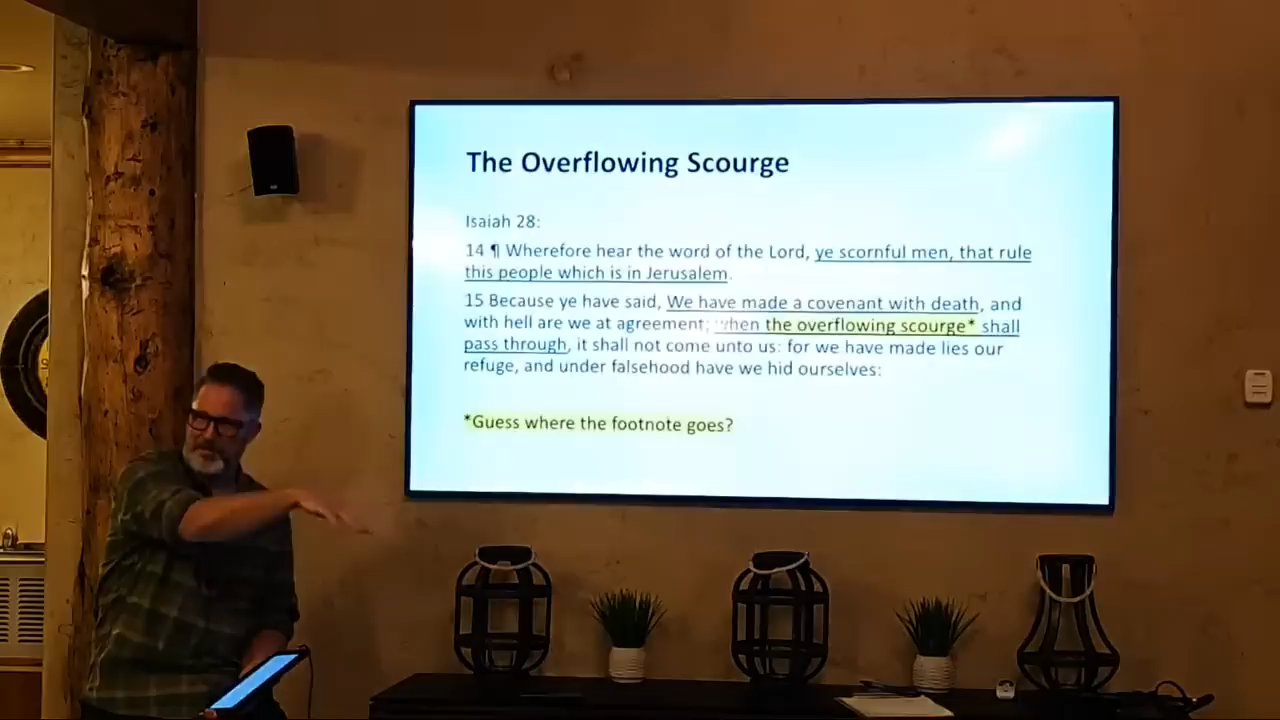 The Overflowing Scourge
Isaiah 28:
14 ¶ Wherefore hear the word of the Lord, ye scornful men, that rule
this people which is in Jerusalem.
15 Because ye have said, We have made a covenant with death, and
with hell are we at agreement; when the overflowing scourge* shall
pass through, it shall not come unto us: for we have made lies our
refuge, and under falsehood have we hid ourselves:
*Guess where the footnote goes?